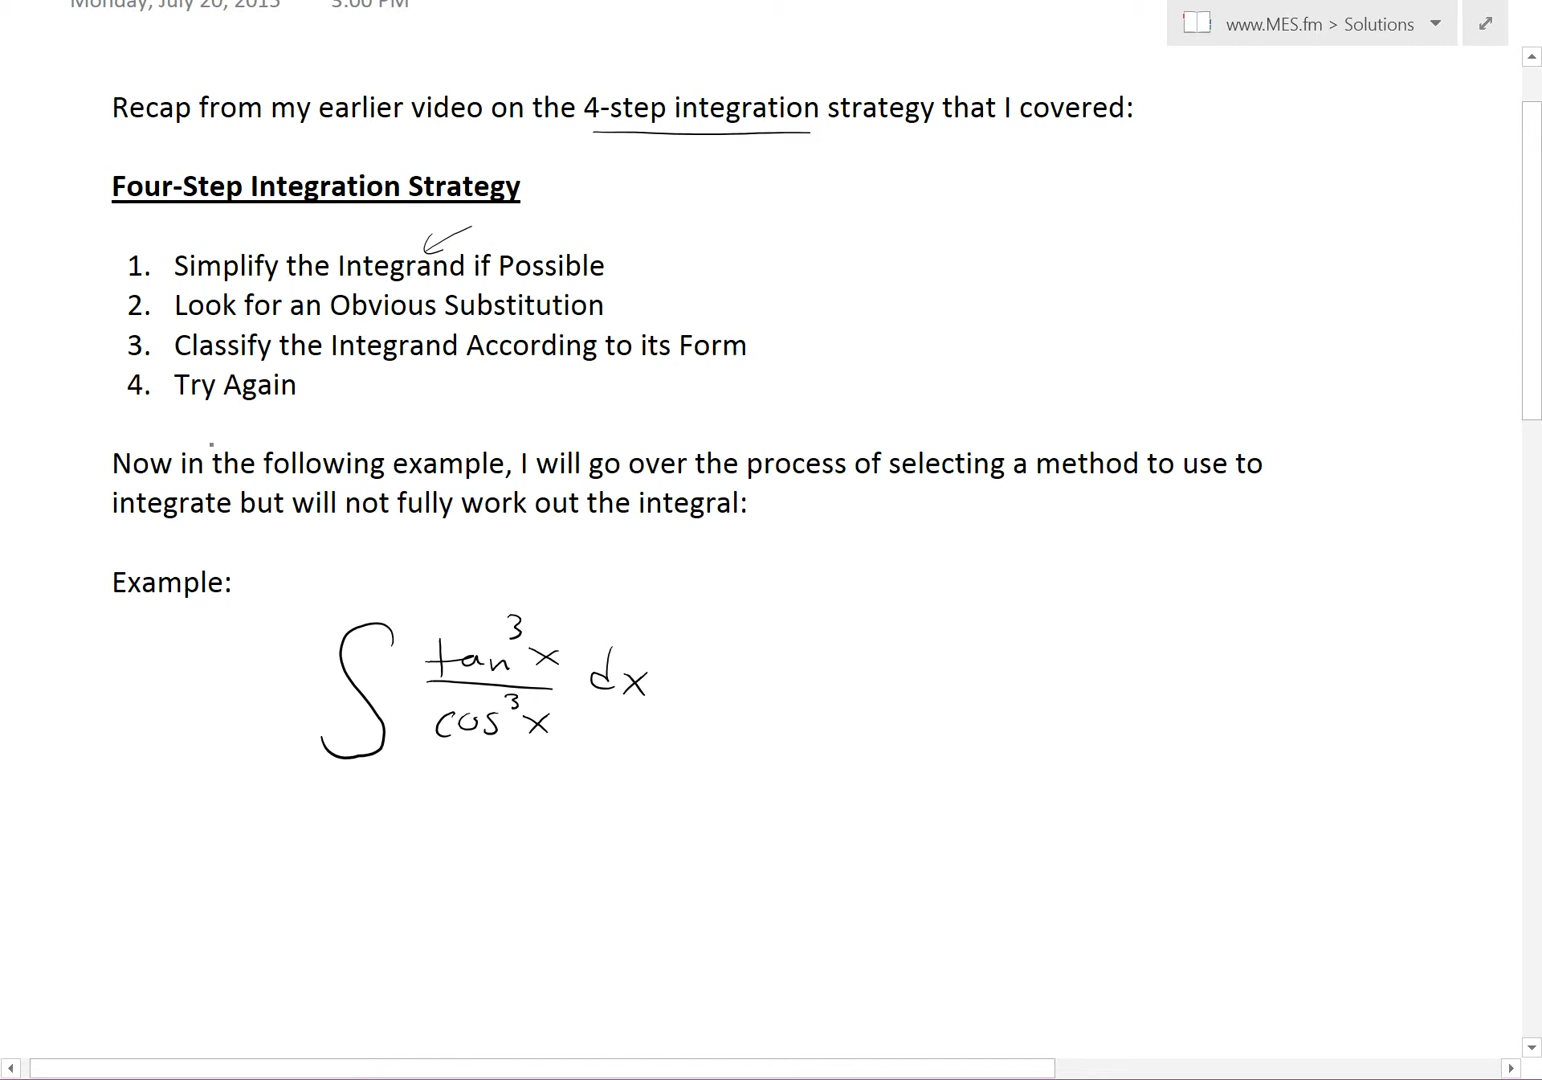 Monday, July 20, 2015 3:00 PM
www.MES.fm > Solutions
Recap from my earlier video on the 4-step integration strategy that I covered:
Four-Step Integration Strategy
1. Simplify the Integrand if Possible
2. Look for an Obvious Substitution
3. Classify the Integrand According to its Form
4. Try Again
Now in the following example, I will go over the process of selecting a method to use to
integrate but will not fully work out the integral:
Example:
∫ tan³x / cos³x dx